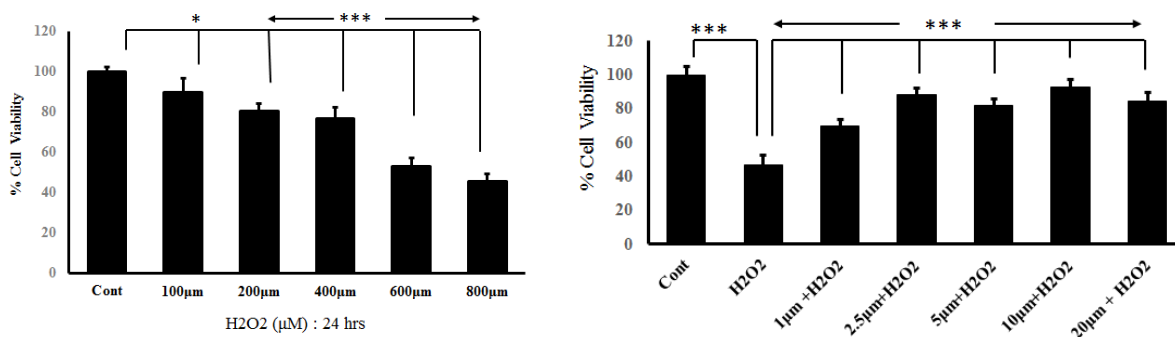 * ***
120
100
80
60
40
20
0
% Cell Viability
Cont 100µm 200µm 400µm 600µm 800µm
H2O2 (µM) : 24 hrs
*** ***
120
100
80
60
40
20
0
% Cell Viability
Cont
H2O2
1µm +H2O2
2.5µm+H2O2
5µm+H2O2
10µm+H2O2
20µm + H2O2